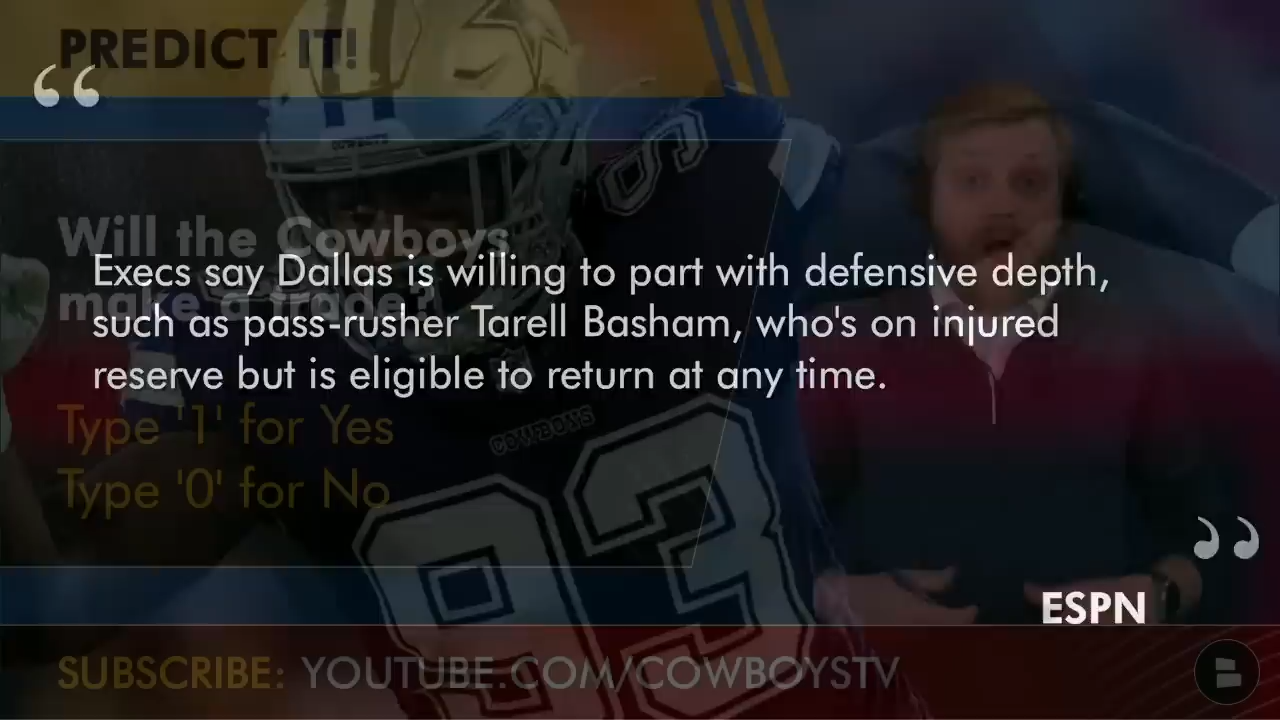 PREDICT IT!
“
COWBOYS
Will the Cowboys
make a trade?
Execs say Dallas is willing to part with defensive depth,
such as pass-rusher Tarell Basham, who's on injured
reserve but is eligible to return at any time.
Type '1' for Yes
COWBOYS
Type '0' for No
93
”
ESPN
SUBSCRIBE: YOUTUBE.COM/COWBOYSTV